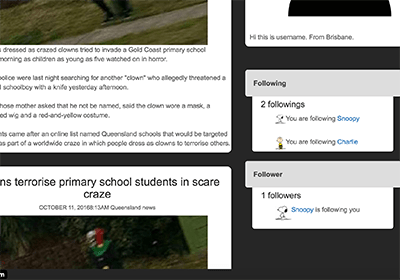 s dressed as crazed clowns tried to invade a Gold Coast primary school
morning as children as young as five watched on in horror.
police were last night searching for another "clown" who allegedly threatened a
l schoolboy with a knife yesterday afternoon.
hose mother asked that he not be named, said the clown wore a mask, a
ed wig and a red-and-yellow costume.
nts came after an online list named Queensland schools that would be targeted
as part of a worldwide craze in which people dress as clowns to terrorise others.
ns terrorise primary school students in scare
craze
OCTOBER 11, 20168:13AM Queensland news
m
Hi this is username. From Brisbane.
Following
2 followings
You are following Snoopy
You are following Charlie
Follower
1 followers
Snoopy is following you